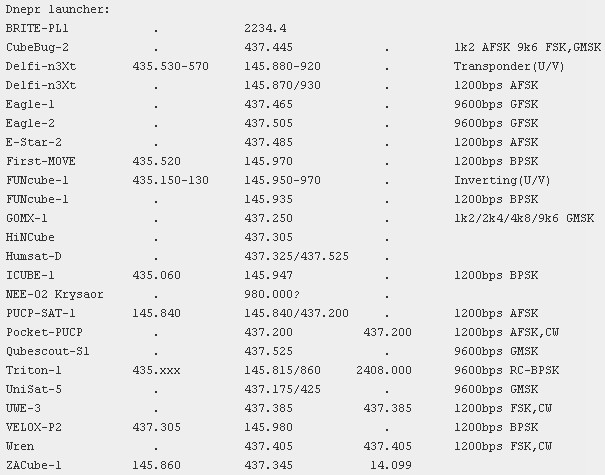 Dnepr launcher:
BRITE-PL1 . 2234.4
CubeBug-2 . 437.445 . 1k2 AFSK 9k6 FSK,GMSK
Delfi-n3Xt 435.530-570 145.880-920 . Transponder(U/V)
Delfi-n3Xt . 145.870/930 . 1200bps AFSK
Eagle-1 . 437.465 . 9600bps GFSK
Eagle-2 . 437.505 . 9600bps GFSK
E-Star-2 . 437.485 . 1200bps AFSK
First-MOVE 435.520 145.970 . 1200bps BPSK
FUNcube-1 435.150-130 145.950-970 . Inverting(U/V)
FUNcube-1 . 145.935 . 1200bps BPSK
GOMX-1 . 437.250 . 1k2/2k4/4k8/9k6 GMSK
HiNCube . 437.305 .
Humsat-D . 437.325/437.525 .
ICUBE-1 435.060 145.947 . 1200bps BPSK
NEE-02 Krysaor . 980.000? .
PUCP-SAT-1 145.840 145.840/437.200 . 1200bps AFSK
Pocket-PUCP . 437.200 437.200 1200bps AFSK,CW
Qubescout-S1 . 437.525 . 9600bps GMSK
Triton-1 435.xxx 145.815/860 2408.000 9600bps RC-BPSK
UniSat-5 . 437.175/425 . 9600bps GMSK
UWE-3 . 437.385 437.385 1200bps FSK,CW
VELOX-P2 437.305 145.980 . 1200bps BPSK
Wren . 437.405 437.405 1200bps FSK,CW
ZACube-1 145.860 437.345 14.099